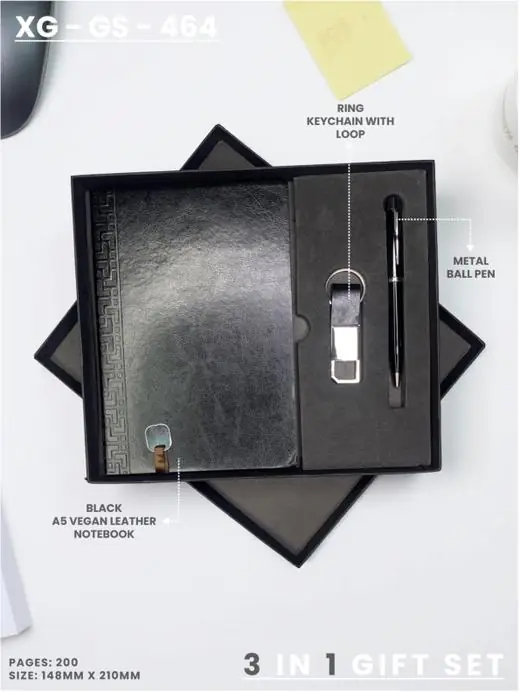 XG - GS - 464
RING
KEYCHAIN WITH
LOOP
METAL
BALL PEN
BLACK
A5 VEGAN LEATHER
NOTEBOOK
PAGES: 200
SIZE: 148MM X 210MM
3 IN 1 GIFT SET